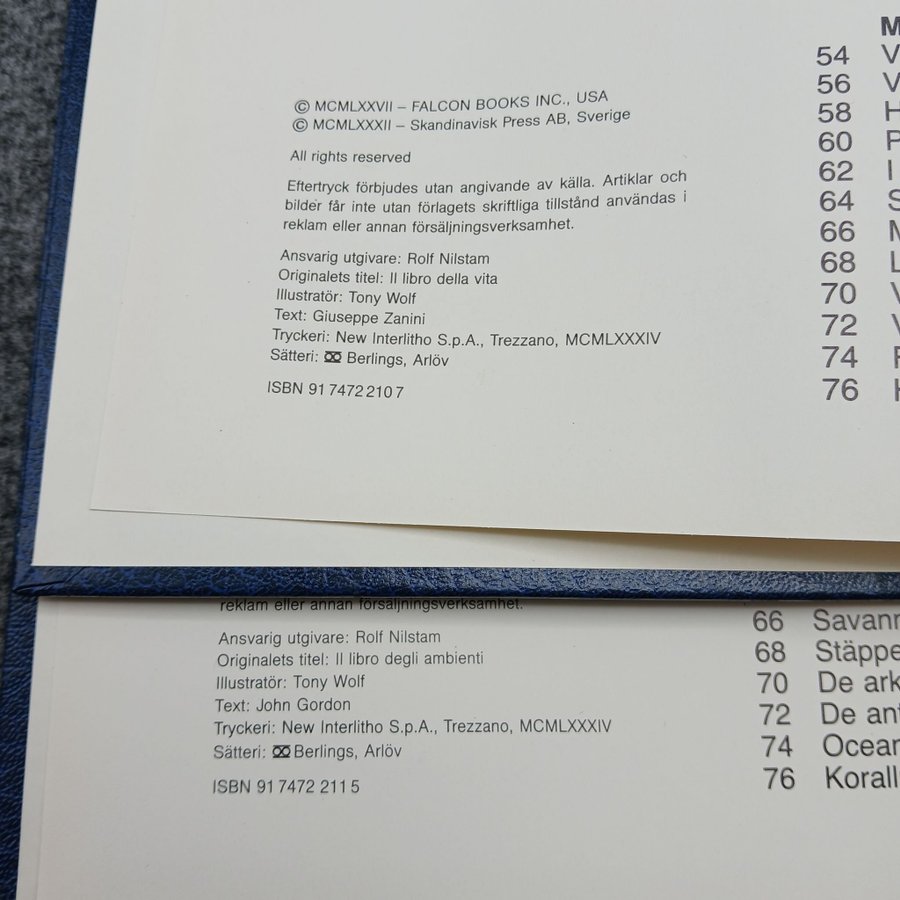 © MCMLXXVII – FALCON BOOKS INC., USA
© MCMLXXXII – Skandinavisk Press AB, Sverige
All rights reserved
Eftertryck förbjudes utan angivande av källa. Artiklar och
bilder får inte utan förlagets skriftliga tillstånd användas i
reklam eller annan försäljningsverksamhet.
Ansvarig utgivare: Rolf Nilstam
Originalets titel: Il libro della vita
Illustratör: Tony Wolf
Text: Giuseppe Zanini
Tryckeri: New Interlitho S.p.A., Trezzano, MCMLXXXIV
Sätteri: Berlings, Arlöv
ISBN 91 7472 210 7
54
56
58
60
62
64
66
68
70
72
74
76
reklam eller annan försäljningsverksamhet.
Ansvarig utgivare: Rolf Nilstam
Originalets titel: Il libro degli ambienti
Illustratör: Tony Wolf
Text: John Gordon
Tryckeri: New Interlitho S.p.A., Trezzano, MCMLXXXIV
Sätteri: Berlings, Arlöv
ISBN 91 7472 211 5
66 Savann
68 Stäppe
70 De ark
72 De ant
74 Ocean
76 Korall